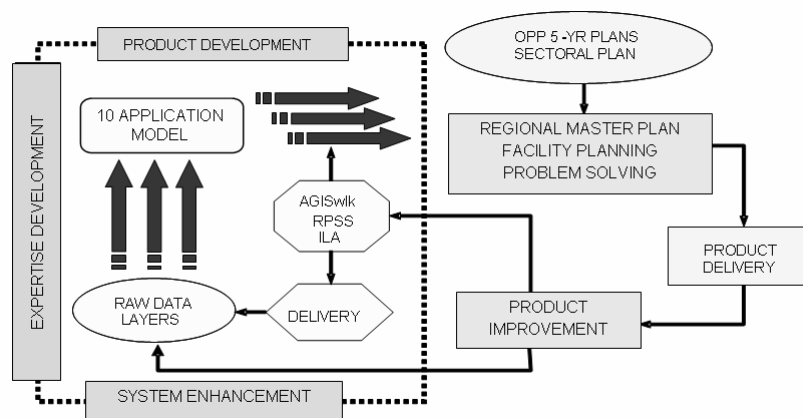 PRODUCT DEVELOPMENT
OPP 5 -YR PLANS
SECTORAL PLAN
EXPERTISE DEVELOPMENT
10 APPLICATION
MODEL
REGIONAL MASTER PLAN
FACILITY PLANNING
PROBLEM SOLVING
AGISwlk
RPSS
ILA
PRODUCT
DELIVERY
RAW DATA
LAYERS
DELIVERY
PRODUCT
IMPROVEMENT
SYSTEM ENHANCEMENT